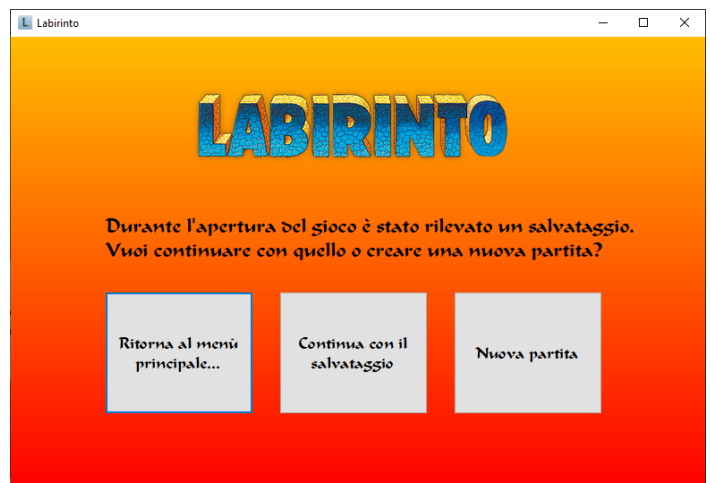 L Labirinto
LABIRINTO
Durante l'apertura del gioco è stato rilevato un salvataggio.
Vuoi continuare con quello o creare una nuova partita?
Ritorna al menù
principale...
Continua con il
salvataggio
Nuova partita